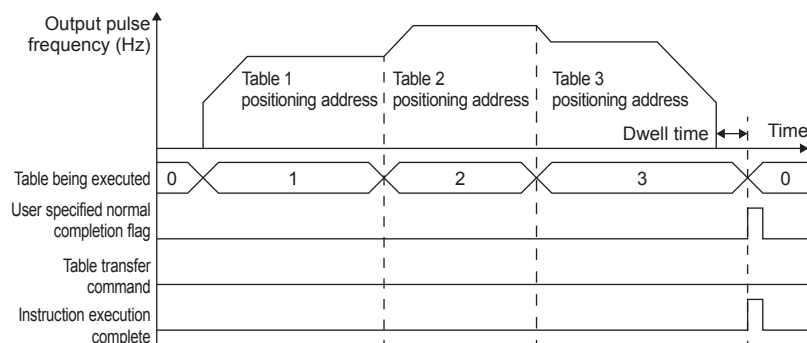 Output pulse
frequency (Hz)
Table 1
positioning address
Table 2
positioning address
Table 3
positioning address
Dwell time
Time
Table being executed
0
1
2
3
0
User specified normal
completion flag
Table transfer
command
Instruction execution
complete